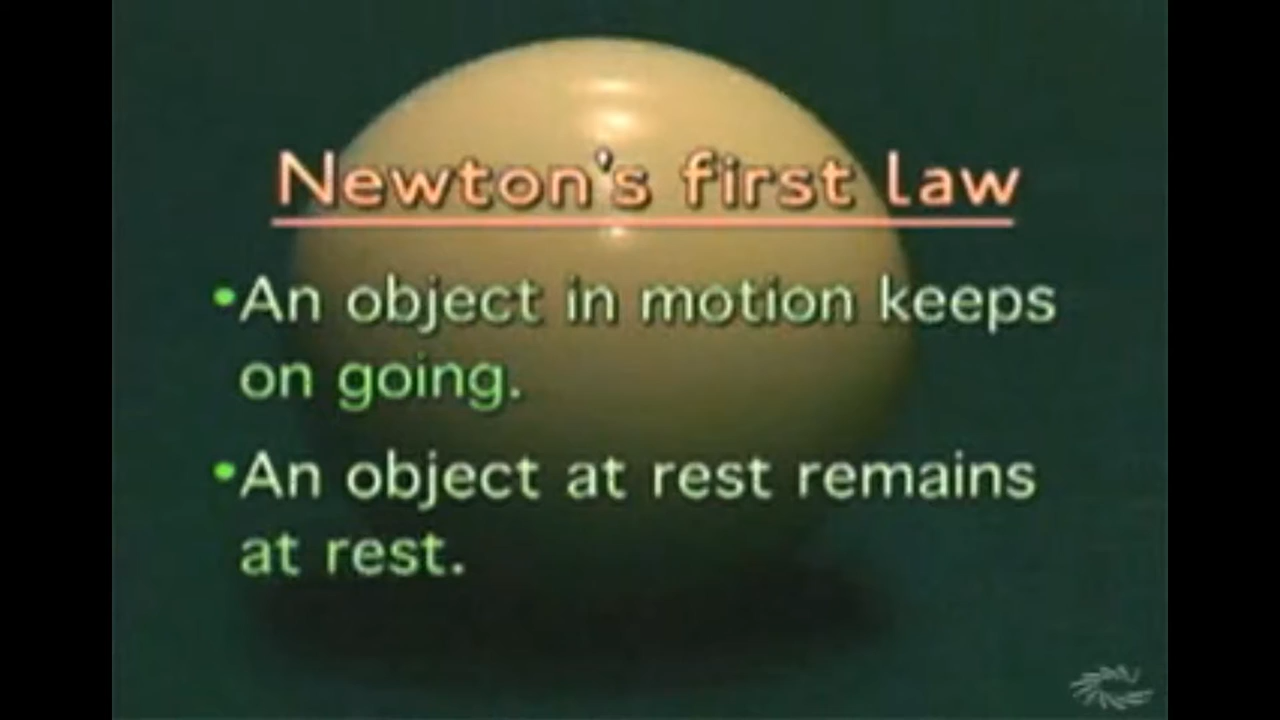 Newton's first law
•An object in motion keeps
on going.
•An object at rest remains
at rest.